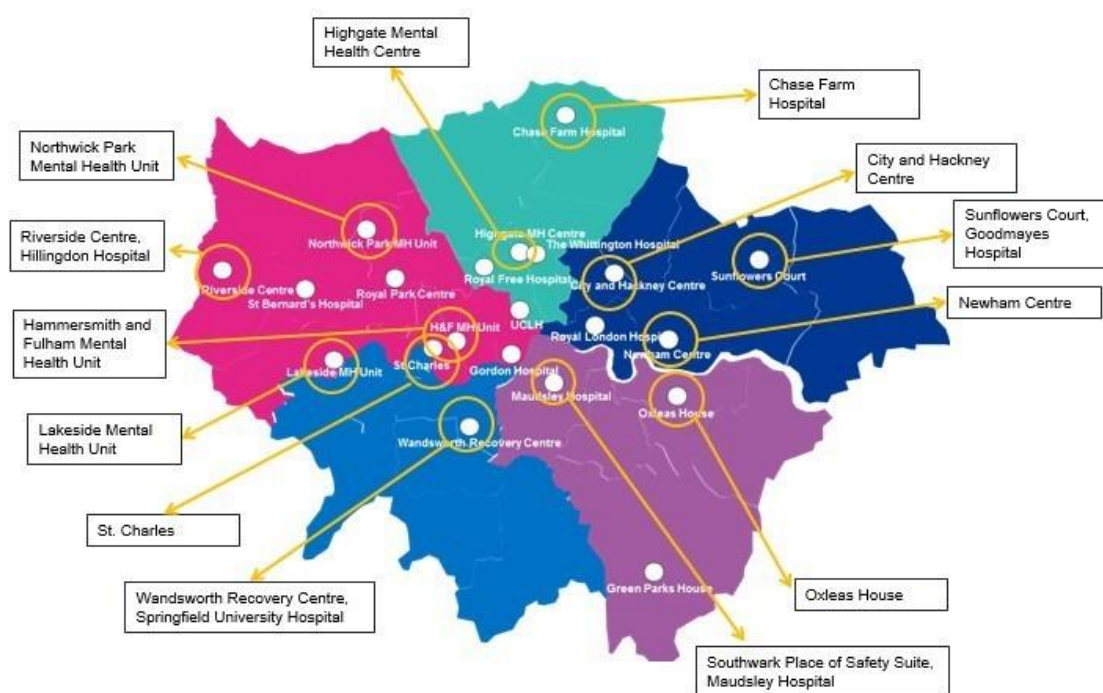 Highgate Mental
Health Centre
Chase Farm
Hospital
Chase Farm Hospital
Northwick Park
Mental Health Unit
City and Hackney
Centre
Sunflowers Court,
Goodmayes
Hospital
Riverside Centre,
Hillingdon Hospital
Northwick Park MH Unit
Highgate MH Centre
The Whittington Hospital
Royal Free Hospital
City and Hackney Centre
Sunflowers Court
Riverside Centre
St Bernard's Hospital
Royal Park Centre
Newham Centre
Hammersmith and
Fulham Mental
Health Unit
H&F MH Unit
UCLH
Royal London Hospital
Newham Centre
Lakeside MH Unit
St Charles
Gordon Hospital
Maudsley Hospital
Oxleas House
Lakeside Mental
Health Unit
Wandsworth Recovery Centre
St. Charles
Green Parks House
Wandsworth Recovery Centre,
Springfield University Hospital
Oxleas House
Southwark Place of Safety Suite,
Maudsley Hospital